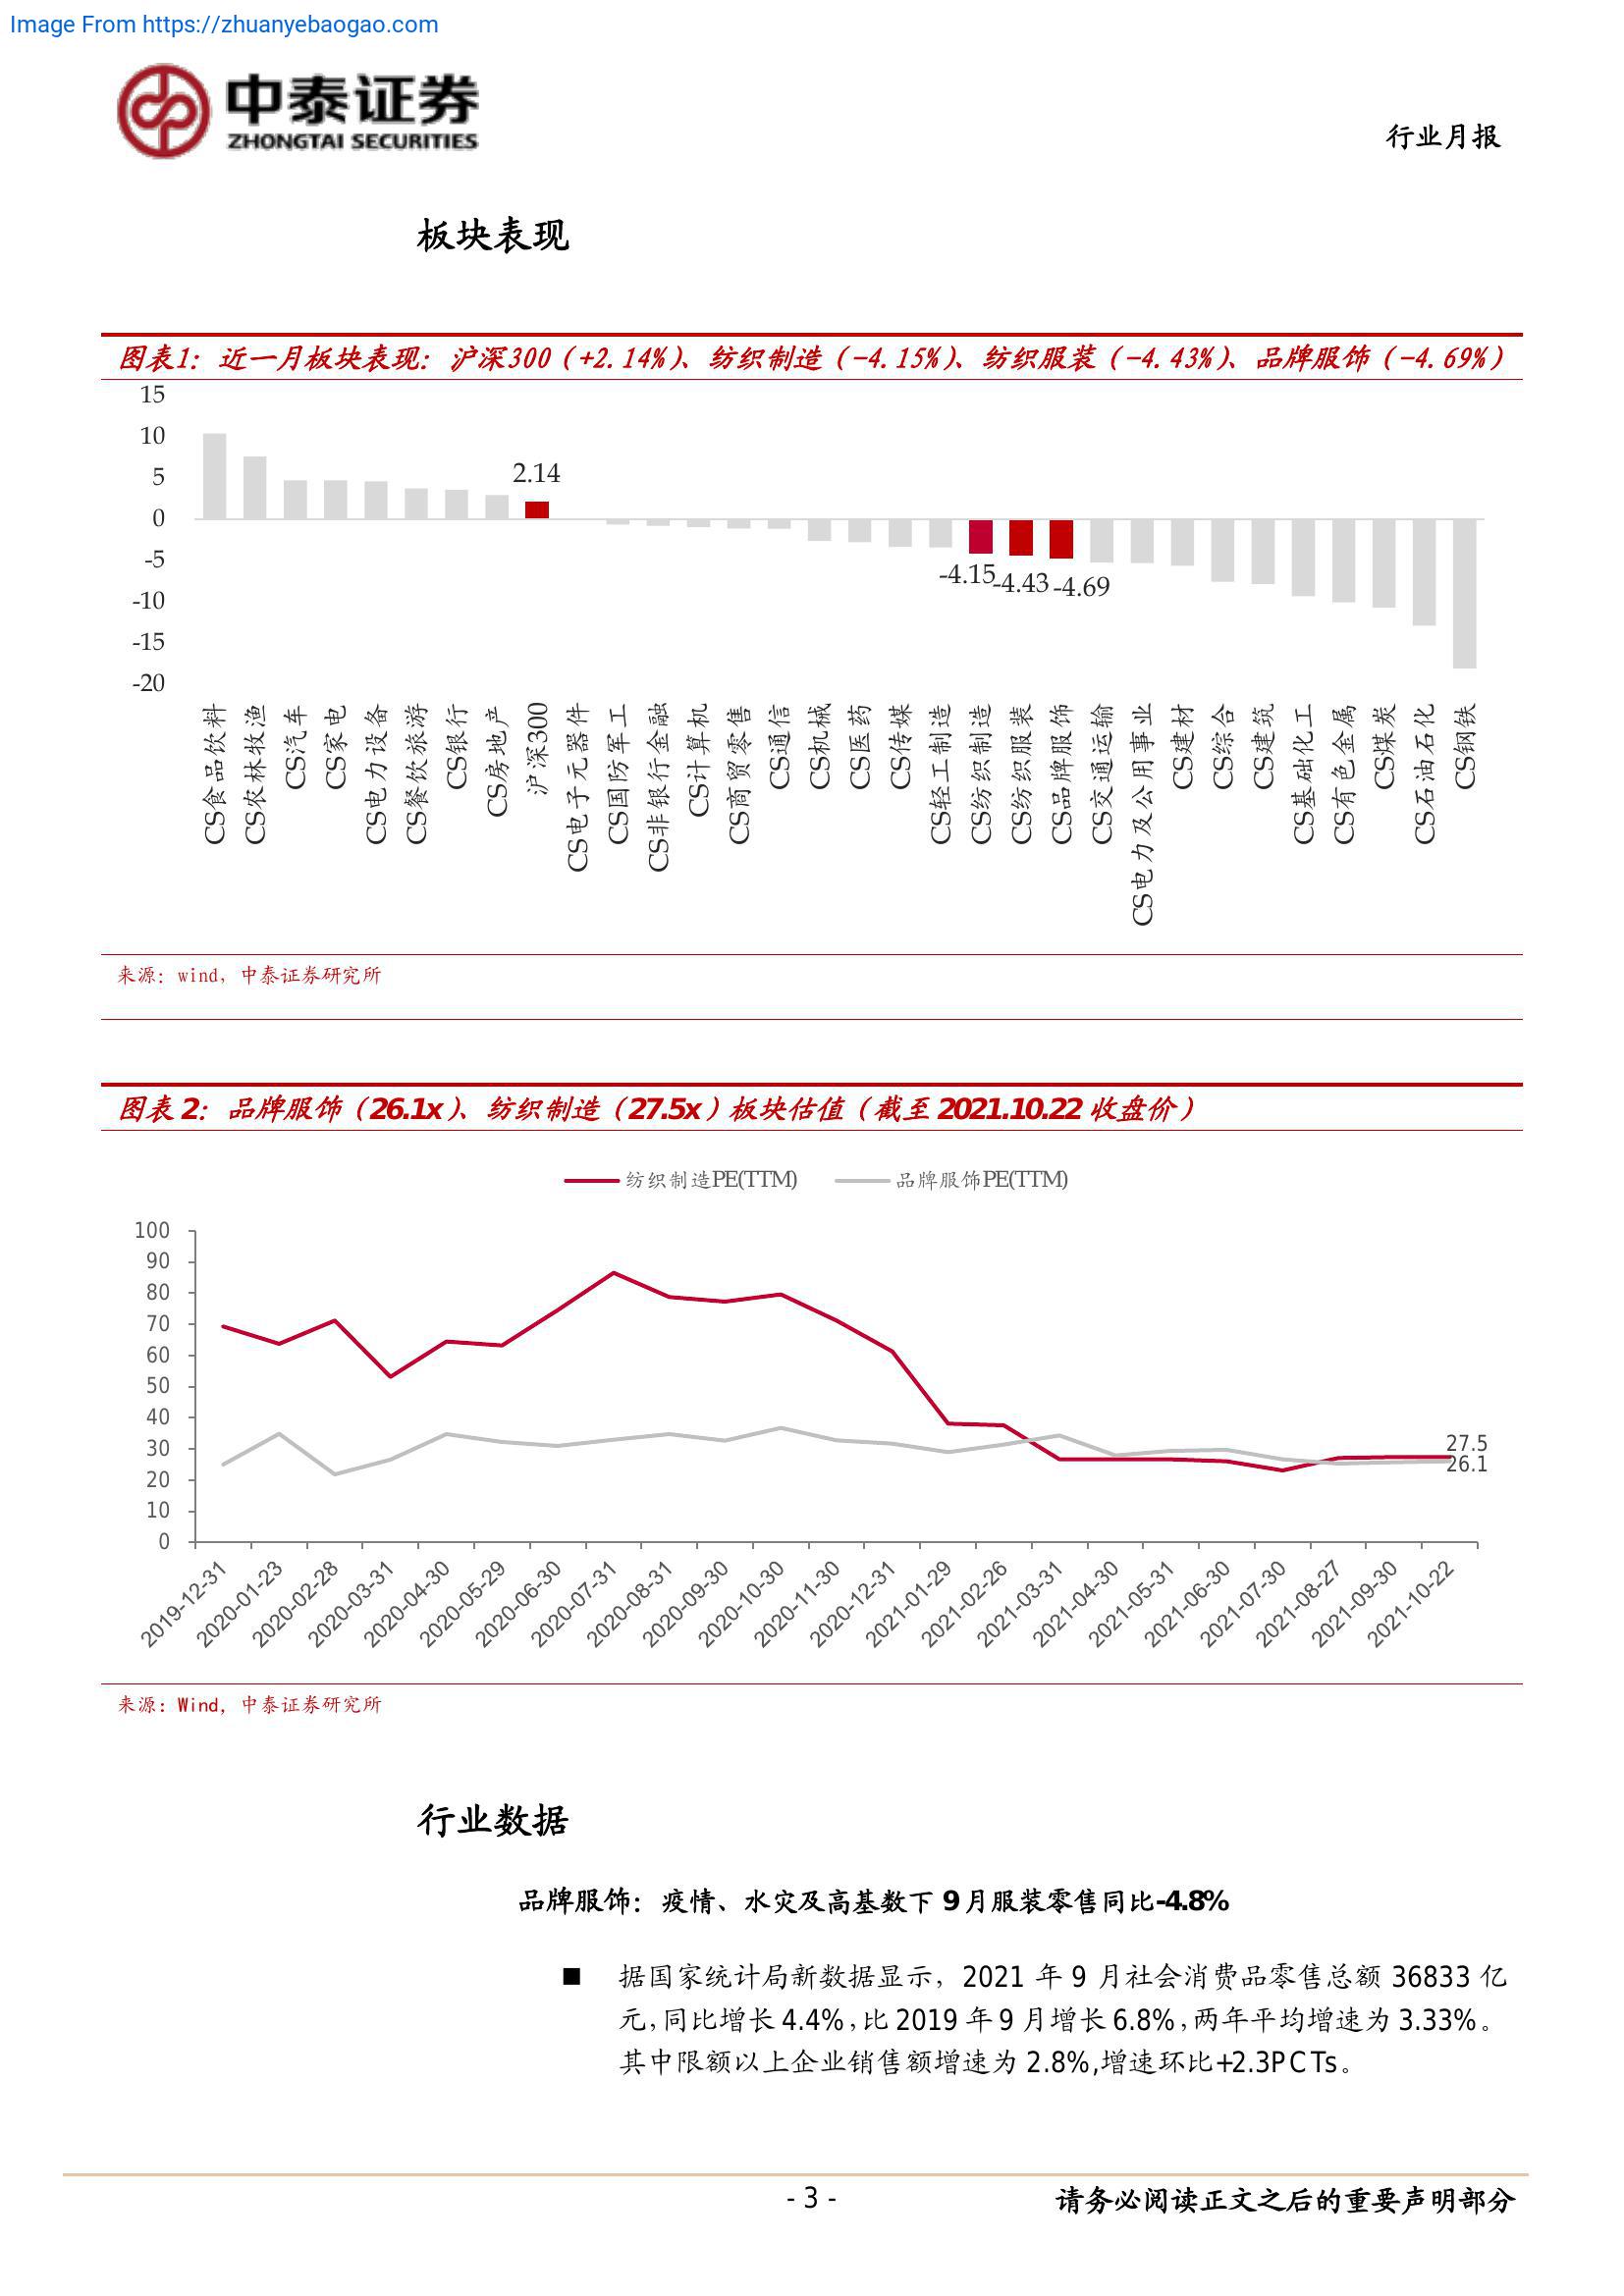 Image From https://zhuanyebaogao.com
中泰证券
ZHONGTAI SECURITIES
行业月报
板块表现
图表1：近一月板块表现：沪深300（+2.14%）、纺织制造（-4.15%）、纺织服装（-4.43%）、品牌服饰（-4.69%）
15
10
5
0
-5
-10
-15
-20
2.14
-4.15
-4.43
-4.69
CS食品饮料
CS农林牧渔
CS汽车
CS家电
CS电力设备
CS餐饮旅游
CS银行
CS房地产
沪深300
CS电子元器件
CS国防军工
CS非银行金融
CS计算机
CS商贸零售
CS通信
CS机械
CS医药
CS传媒
CS轻工制造
CS纺织制造
CS纺织服装
CS品牌服饰
CS交通运输
CS电力及公用事业
CS建材
CS综合
CS建筑
CS基础化工
CS有色金属
CS煤炭
CS石油石化
CS钢铁
来源：wind，中泰证券研究所
图表 2：品牌服饰（26.1x）、纺织制造（27.5x）板块估值（截至 2021.10.22 收盘价）
纺织制造PE(TTM)
品牌服饰PE(TTM)
100
90
80
70
60
50
40
30
20
10
0
27.5
26.1
2019-12-31
2020-01-23
2020-02-28
2020-03-31
2020-04-30
2020-05-29
2020-06-30
2020-07-31
2020-08-31
2020-09-30
2020-10-30
2020-11-30
2020-12-31
2021-01-29
2021-02-26
2021-03-31
2021-04-30
2021-05-31
2021-06-30
2021-07-30
2021-08-27
2021-09-30
2021-10-22
来源：Wind，中泰证券研究所
行业数据
品牌服饰：疫情、水灾及高基数下 9 月服装零售同比-4.8%
■ 据国家统计局新数据显示，2021 年 9 月社会消费品零售总额 36833 亿
元，同比增长 4.4%，比 2019 年 9 月增长 6.8%，两年平均增速为 3.33%。
其中限额以上企业销售额增速为 2.8%,增速环比+2.3PCTs。
- 3 -
请务必阅读正文之后的重要声明部分